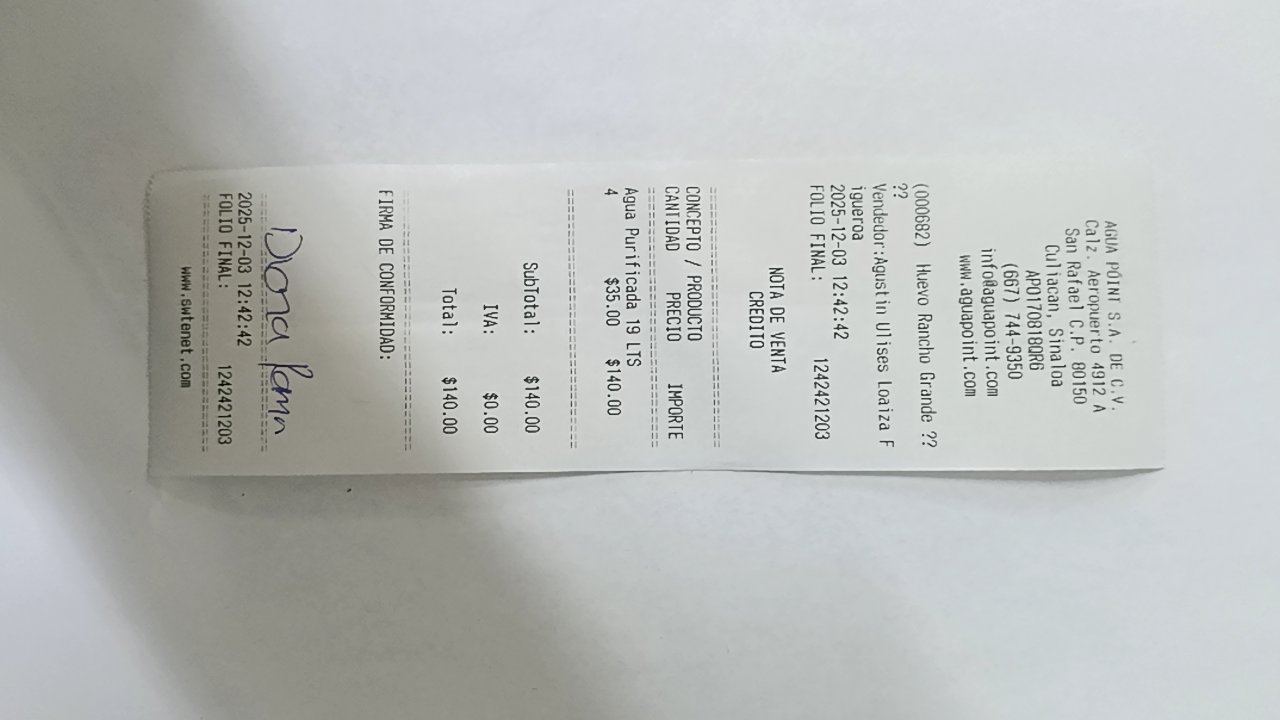 AGUA POINT S.A. DE C.V.
Calz. Aeropuerto 4912 A
San Rafael C.P. 80150
Culiacan, Sinaloa
APO170818QR6
(667) 744-9350
info@aguapoint.com
www.aguapoint.com
(000682) Huevo Rancho Grande ??
??
Vendedor:Agustin Ulises Loaiza F
igueroa
2025-12-03 12:42:42
FOLIO FINAL: 1242421203
NOTA DE VENTA
CREDITO
CONCEPTO / PRODUCTO
CANTIDAD PRECIO IMPORTE
Agua Purificada 19 LTS
4 $35.00 $140.00
SubTotal: $140.00
IVA: $0.00
Total: $140.00
FIRMA DE CONFORMIDAD:
2025-12-03 12:42:42
FOLIO FINAL: 1242421203
www.swtenet.com